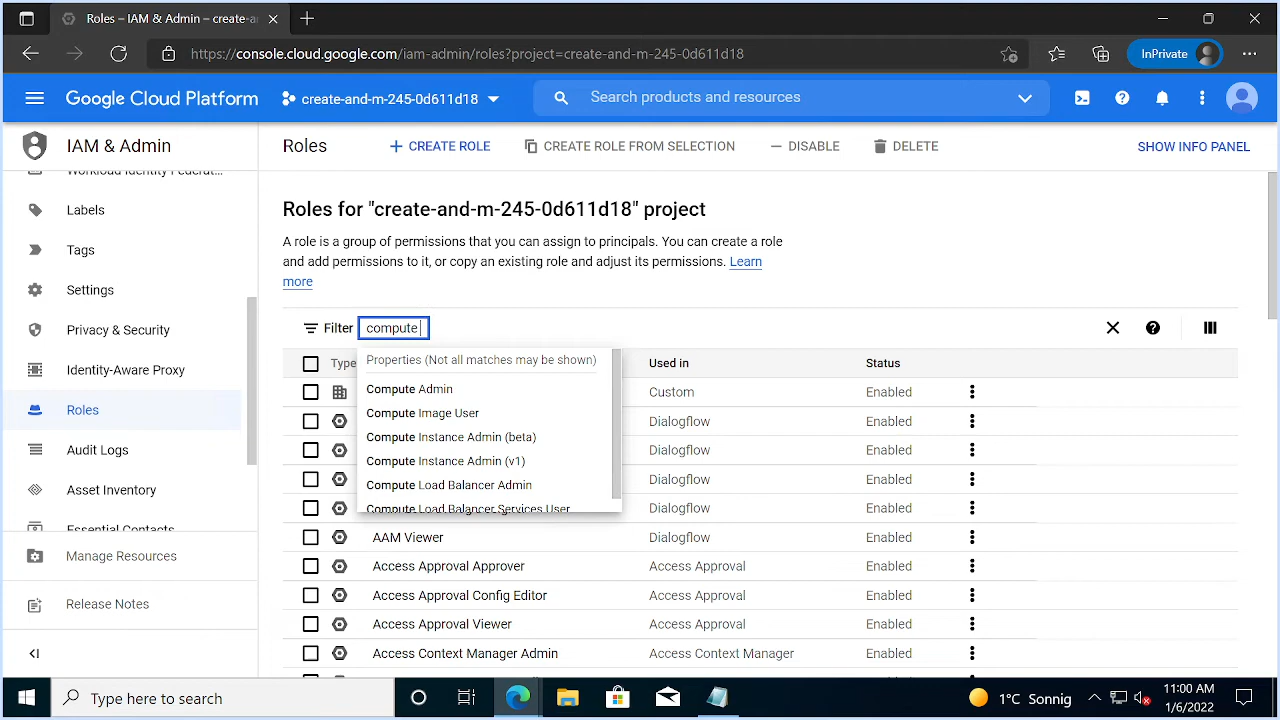 Roles – IAM & Admin – create-ar
https://console.cloud.google.com/iam-admin/roles?project=create-and-m-245-0d611d18
InPrivate
Google Cloud Platform
create-and-m-245-0d611d18
Search products and resources
IAM & Admin
Roles
CREATE ROLE
CREATE ROLE FROM SELECTION
DISABLE
DELETE
SHOW INFO PANEL
Workload Identity Federat...
Labels
Tags
Settings
Privacy & Security
Identity-Aware Proxy
Roles
Audit Logs
Asset Inventory
Essential Contacts
Manage Resources
Release Notes
Roles for "create-and-m-245-0d611d18" project
A role is a group of permissions that you can assign to principals. You can create a role
and add permissions to it, or copy an existing role and adjust its permissions. Learn
more
Filter compute
Type
Used in
Status
Properties (Not all matches may be shown)
Compute Admin
Compute Image User
Compute Instance Admin (beta)
Compute Instance Admin (v1)
Compute Load Balancer Admin
Compute Load Balancer Services User
Custom Enabled
Dialogflow Enabled
Dialogflow Enabled
Dialogflow Enabled
Dialogflow Enabled
AAM Viewer Dialogflow Enabled
Access Approval Approver Access Approval Enabled
Access Approval Config Editor Access Approval Enabled
Access Approval Viewer Access Approval Enabled
Access Context Manager Admin Access Context Manager Enabled
Type here to search
1°C Sonnig
11:00 AM
1/6/2022